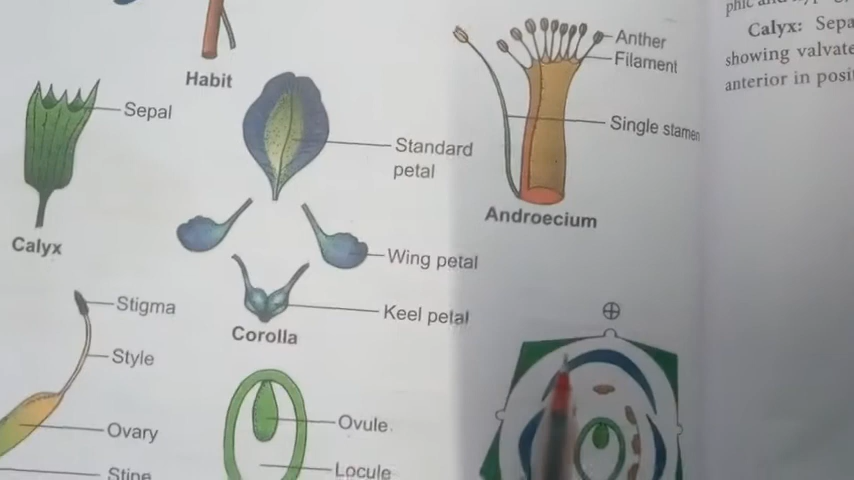 Habit
Sepal
Calyx
Standard
petal
Wing petal
Keel petal
Corolla
Anther
Filament
Single stamen
Androecium
Stigma
Style
Ovary
Ovule
Locule
Calyx: Sepa
showing valvate
anterior in posi